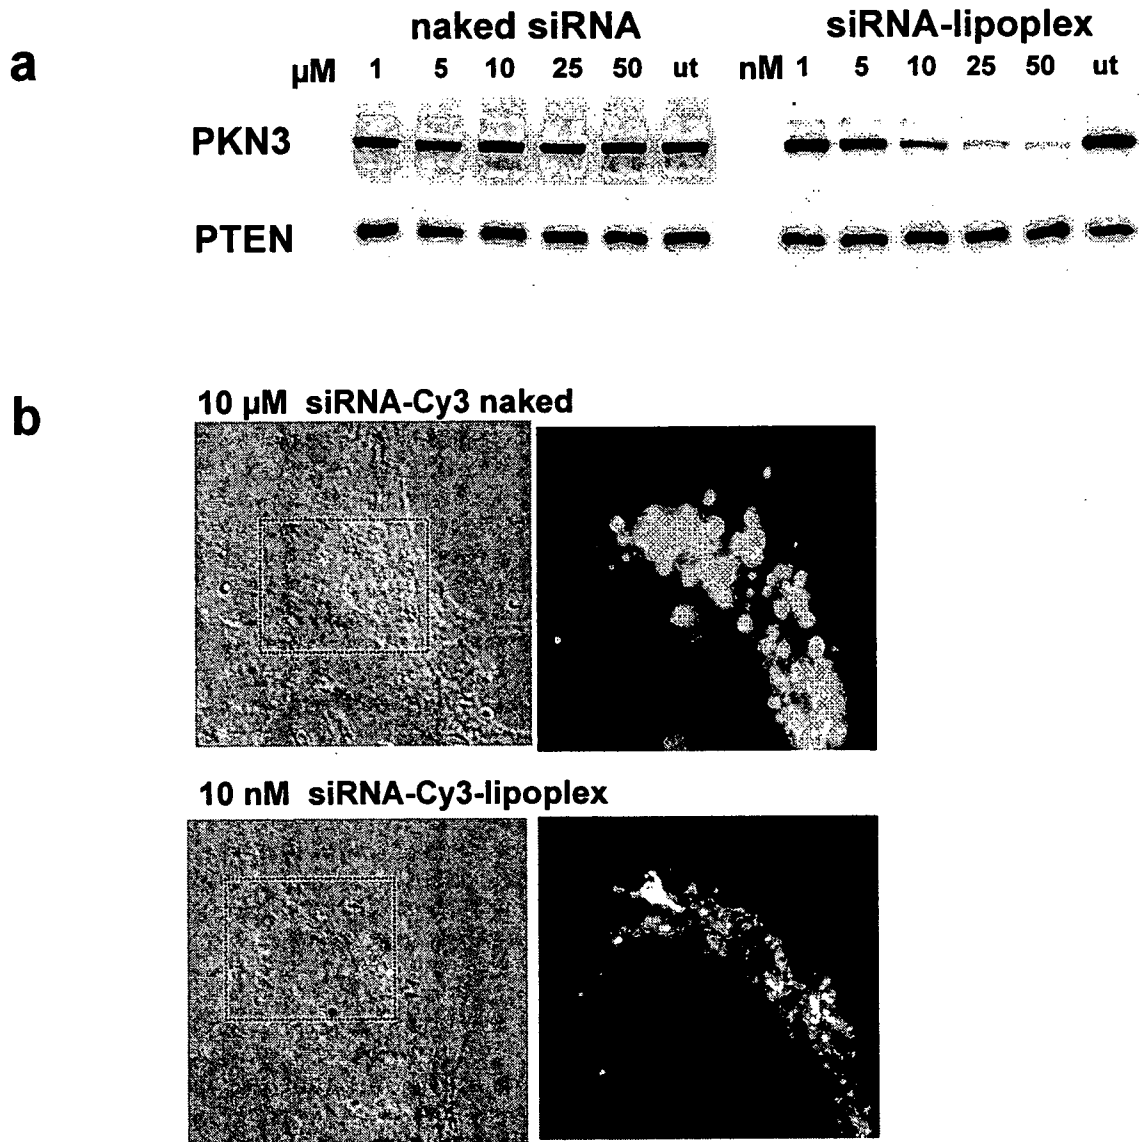 naked siRNA siRNA-lipoplex
a
µM 1 5 10 25 50 ut nM 1 5 10 25 50 ut
PKN3
PTEN
b
10 µM siRNA-Cy3 naked
10 nM siRNA-Cy3-lipoplex